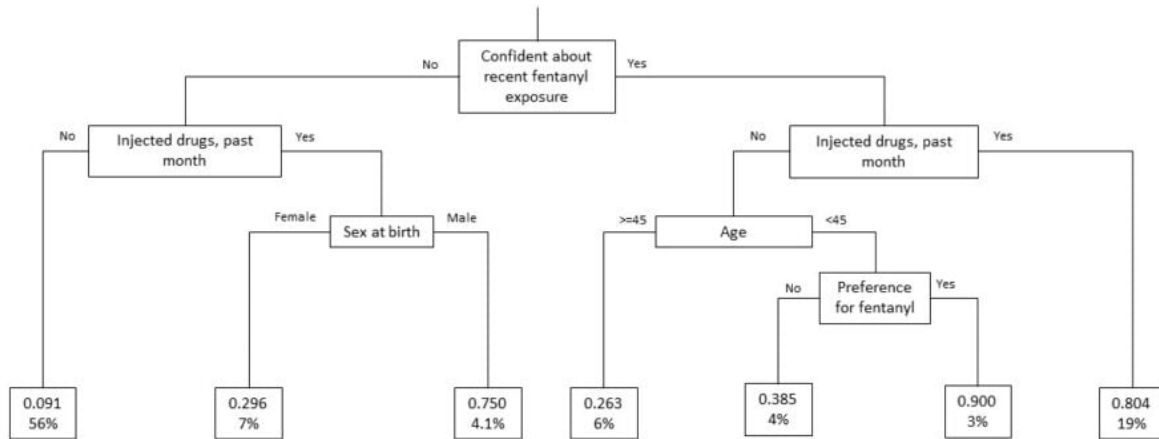 Confident about
recent fentanyl
exposure
No
Yes
Injected drugs, past
month
No
Yes
Injected drugs, past
month
No
Yes
Sex at birth
Female
Male
Age
>=45
<45
Preference
for fentanyl
No
Yes
0.091
56%
0.296
7%
0.750
4.1%
0.263
6%
0.385
4%
0.900
3%
0.804
19%